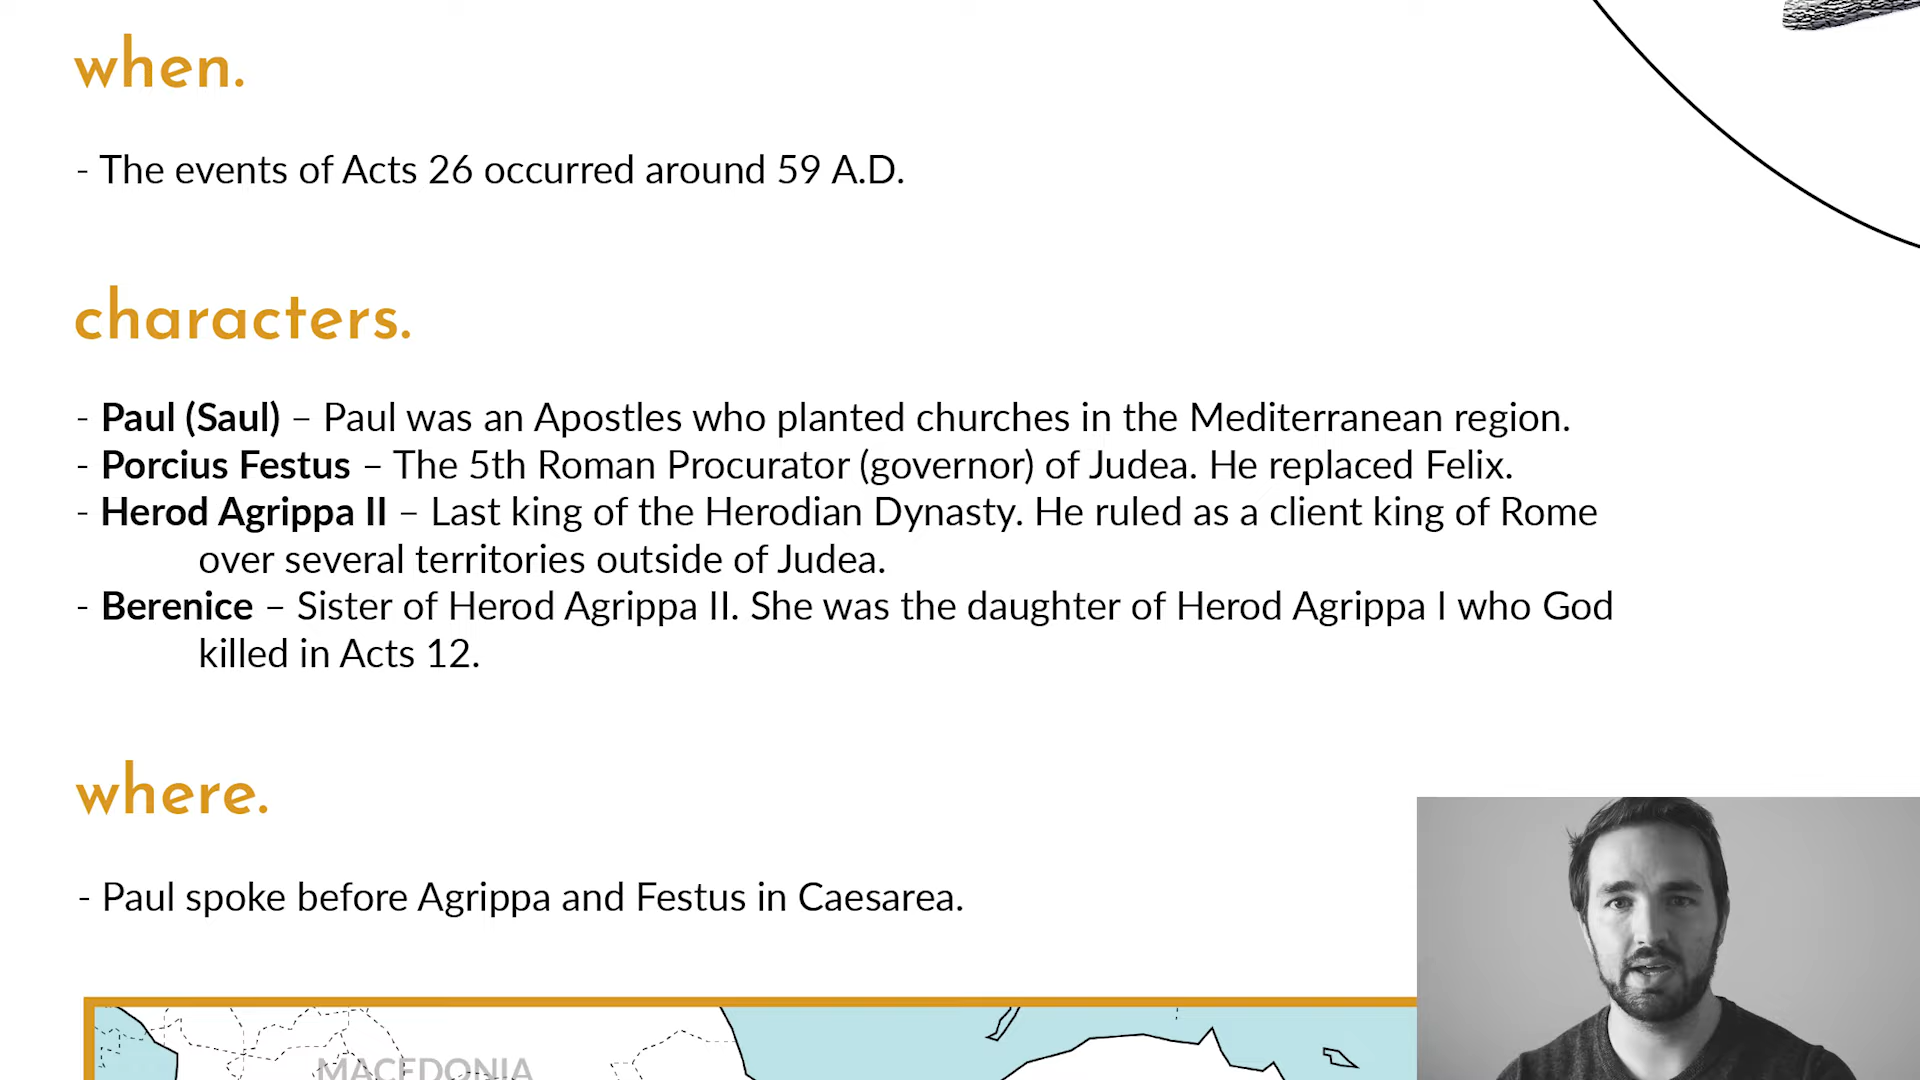 when.
- The events of Acts 26 occurred around 59 A.D.
characters.
- Paul (Saul) – Paul was an Apostles who planted churches in the Mediterranean region.
- Porcius Festus – The 5th Roman Procurator (governor) of Judea. He replaced Felix.
- Herod Agrippa II – Last king of the Herodian Dynasty. He ruled as a client king of Rome
over several territories outside of Judea.
- Berenice – Sister of Herod Agrippa II. She was the daughter of Herod Agrippa I who God
killed in Acts 12.
where.
- Paul spoke before Agrippa and Festus in Caesarea.
MACEDONIA